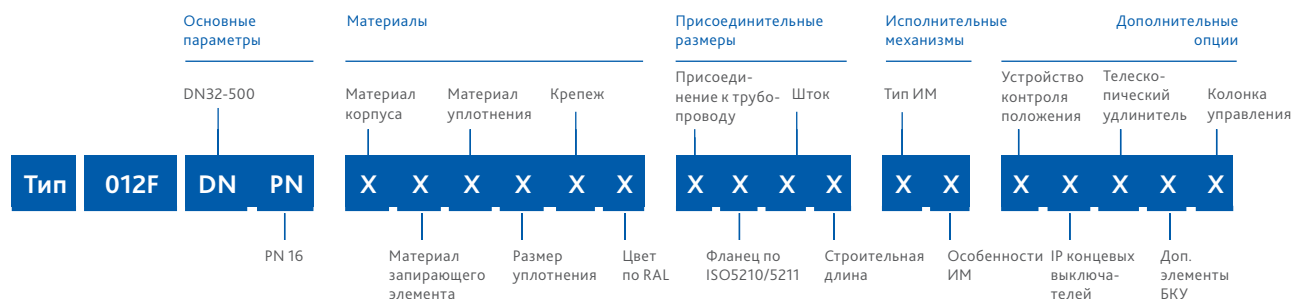 Основные
параметры
Материалы
Присоединительные
размеры
Исполнительные
механизмы
Дополнительные
опции
DN32-500
Материал
корпуса
Материал
уплотнения
Крепеж
Присоеди-
нение к трубо-
проводу
Шток
Тип ИМ
Устройство
контроля
положения
Телеско-
пический
удлинитель
Колонка
управления
Тип 012F DN PN X X X X X X X X X X X X X X X X X
PN 16
Материал
запирающего
элемента
Размер
уплотнения
Цвет
по RAL
Фланец по
ISO5210/5211
Строительная
длина
Особенности
ИМ
IP концевых
выключа-
телей
Доп.
элементы
БКУ